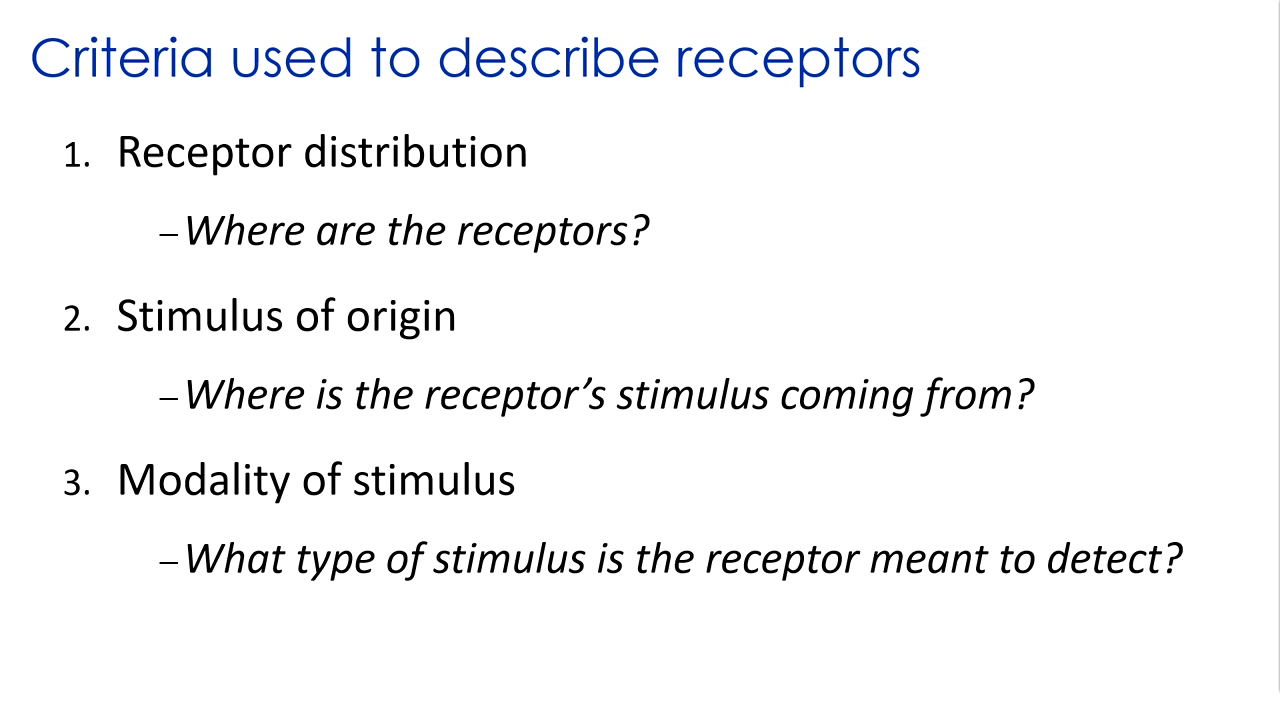 Criteria used to describe receptors
1. Receptor distribution
– Where are the receptors?
2. Stimulus of origin
– Where is the receptor’s stimulus coming from?
3. Modality of stimulus
– What type of stimulus is the receptor meant to detect?